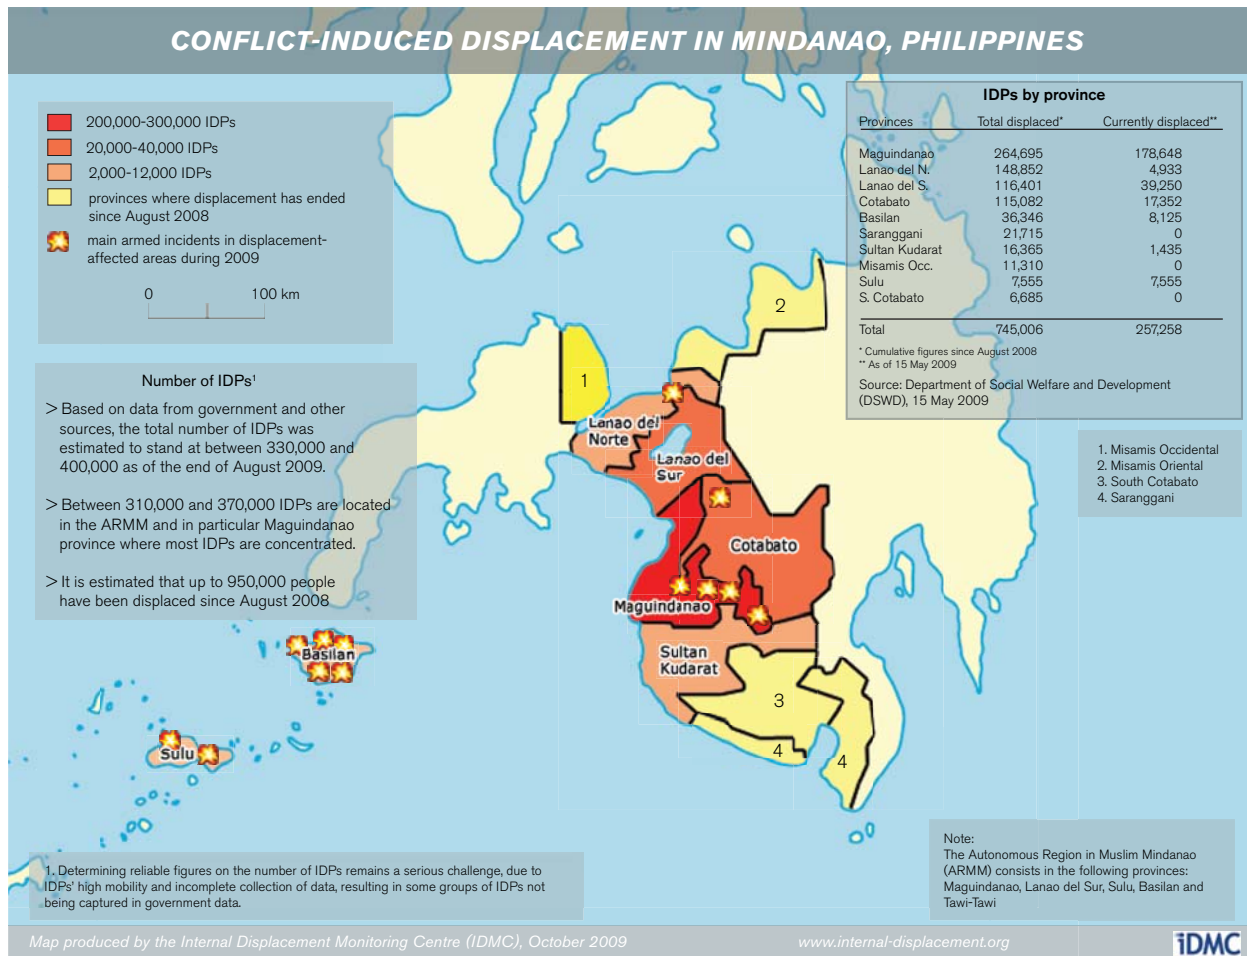 CONFLICT-INDUCED DISPLACEMENT IN MINDANAO, PHILIPPINES
200,000-300,000 IDPs
20,000-40,000 IDPs
2,000-12,000 IDPs
provinces where displacement has ended
since August 2008
main armed incidents in displacement-
affected areas during 2009
0 100 km
Number of IDPs¹
> Based on data from government and other
sources, the total number of IDPs was
estimated to stand at between 330,000 and
400,000 as of the end of August 2009.
> Between 310,000 and 370,000 IDPs are located
in the ARMM and in particular Maguindanao
province where most IDPs are concentrated.
> It is estimated that up to 950,000 people
have been displaced since August 2008
IDPs by province
Provinces Total displaced* Currently displaced**
Maguindanao 264,695 178,648
Lanao del N. 148,852 4,933
Lanao del S. 116,401 39,250
Cotabato 115,082 17,352
Basilan 36,346 8,125
Saranggani 21,715 0
Sultan Kudarat 16,365 1,435
Misamis Occ. 11,310 0
Sulu 7,555 7,555
S. Cotabato 6,685 0
Total 745,006 257,258
* Cumulative figures since August 2008
** As of 15 May 2009
Source: Department of Social Welfare and Development
(DSWD), 15 May 2009
1. Misamis Occidental
2. Misamis Oriental
3. South Cotabato
4. Saranggani
2
1
Lanao del
Norte
Lanao del
Sur
Cotabato
Maguindanao
Sultan
Kudarat
3
4
4
Basilan
Sulu
1. Determining reliable figures on the number of IDPs remains a serious challenge, due to
IDPs' high mobility and incomplete collection of data, resulting in some groups of IDPs not
being captured in government data.
Note:
The Autonomous Region in Muslim Mindanao
(ARMM) consists in the following provinces:
Maguindanao, Lanao del Sur, Sulu, Basilan and
Tawi-Tawi
Map produced by the Internal Displacement Monitoring Centre (IDMC), October 2009
www.internal-displacement.org
iDMC